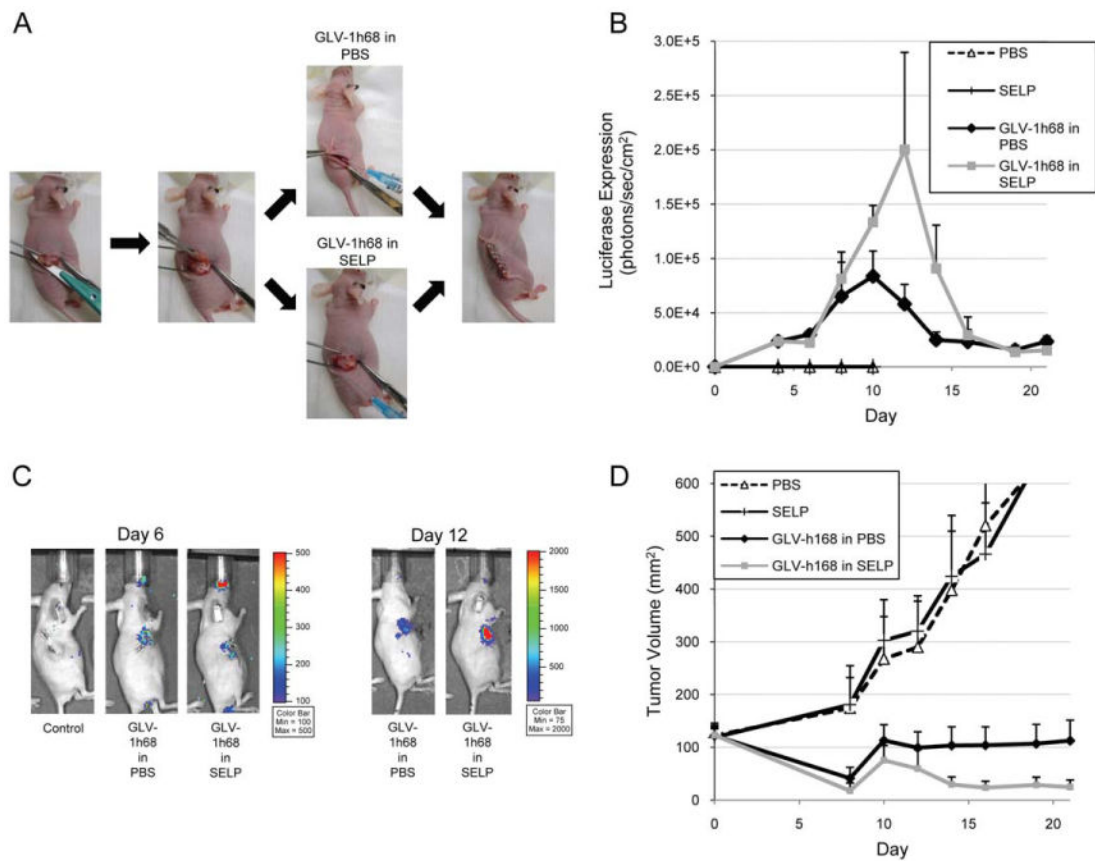 A
GLV-1h68 in
PBS
GLV-1h68 in
SELP
B
3.0E+5
2.5E+5
2.0E+5
1.5E+5
1.0E+5
5.0E+4
0.0E+0
Luciferase Expression
(photons/sec/cm²)
0
5
10
15
20
Day
PBS
SELP
GLV-1h68 in
PBS
GLV-1h68 in
SELP
C
Day 6
Control
GLV-
1h68
in
PBS
GLV-
1h68
in
SELP
500
400
300
200
100
Color Bar
Min = 100
Max = 500
Day 12
GLV-
1h68
in
PBS
GLV-
1h68
in
SELP
2000
1500
1000
500
Color Bar
Min = 75
Max = 2000
D
600
500
400
300
200
100
0
Tumor Volume (mm²)
0
5
10
15
20
Day
PBS
SELP
GLV-h168 in PBS
GLV-h168 in SELP